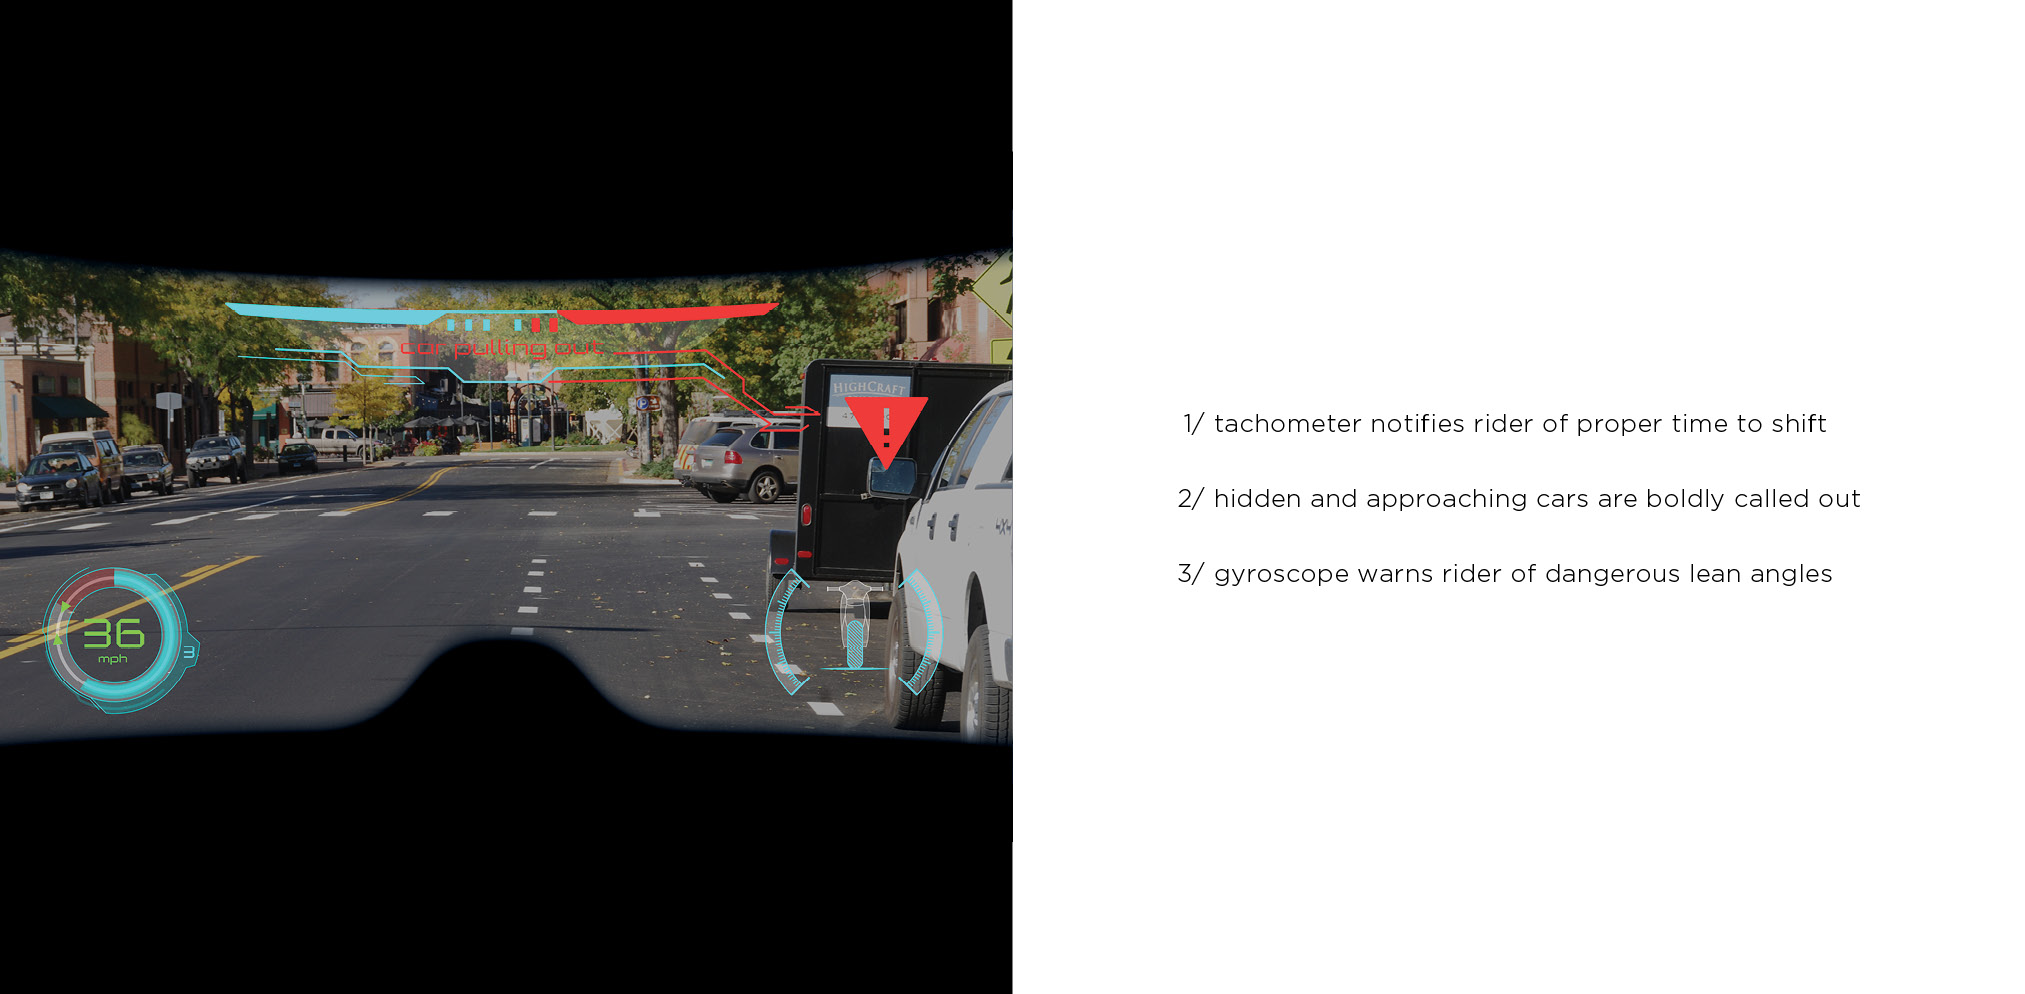 car pulling out
HIGHCRAFT
4X4
36
mph
3
1/ tachometer notifies rider of proper time to shift
2/ hidden and approaching cars are boldly called out
3/ gyroscope warns rider of dangerous lean angles